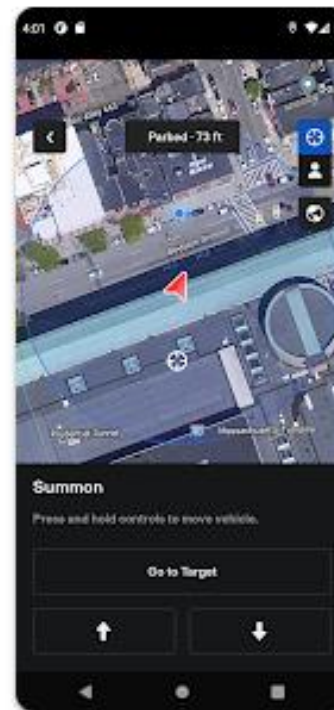 4:01
Parked - 73 ft
Summon
Press and hold controls to move vehicle.
Go to Target